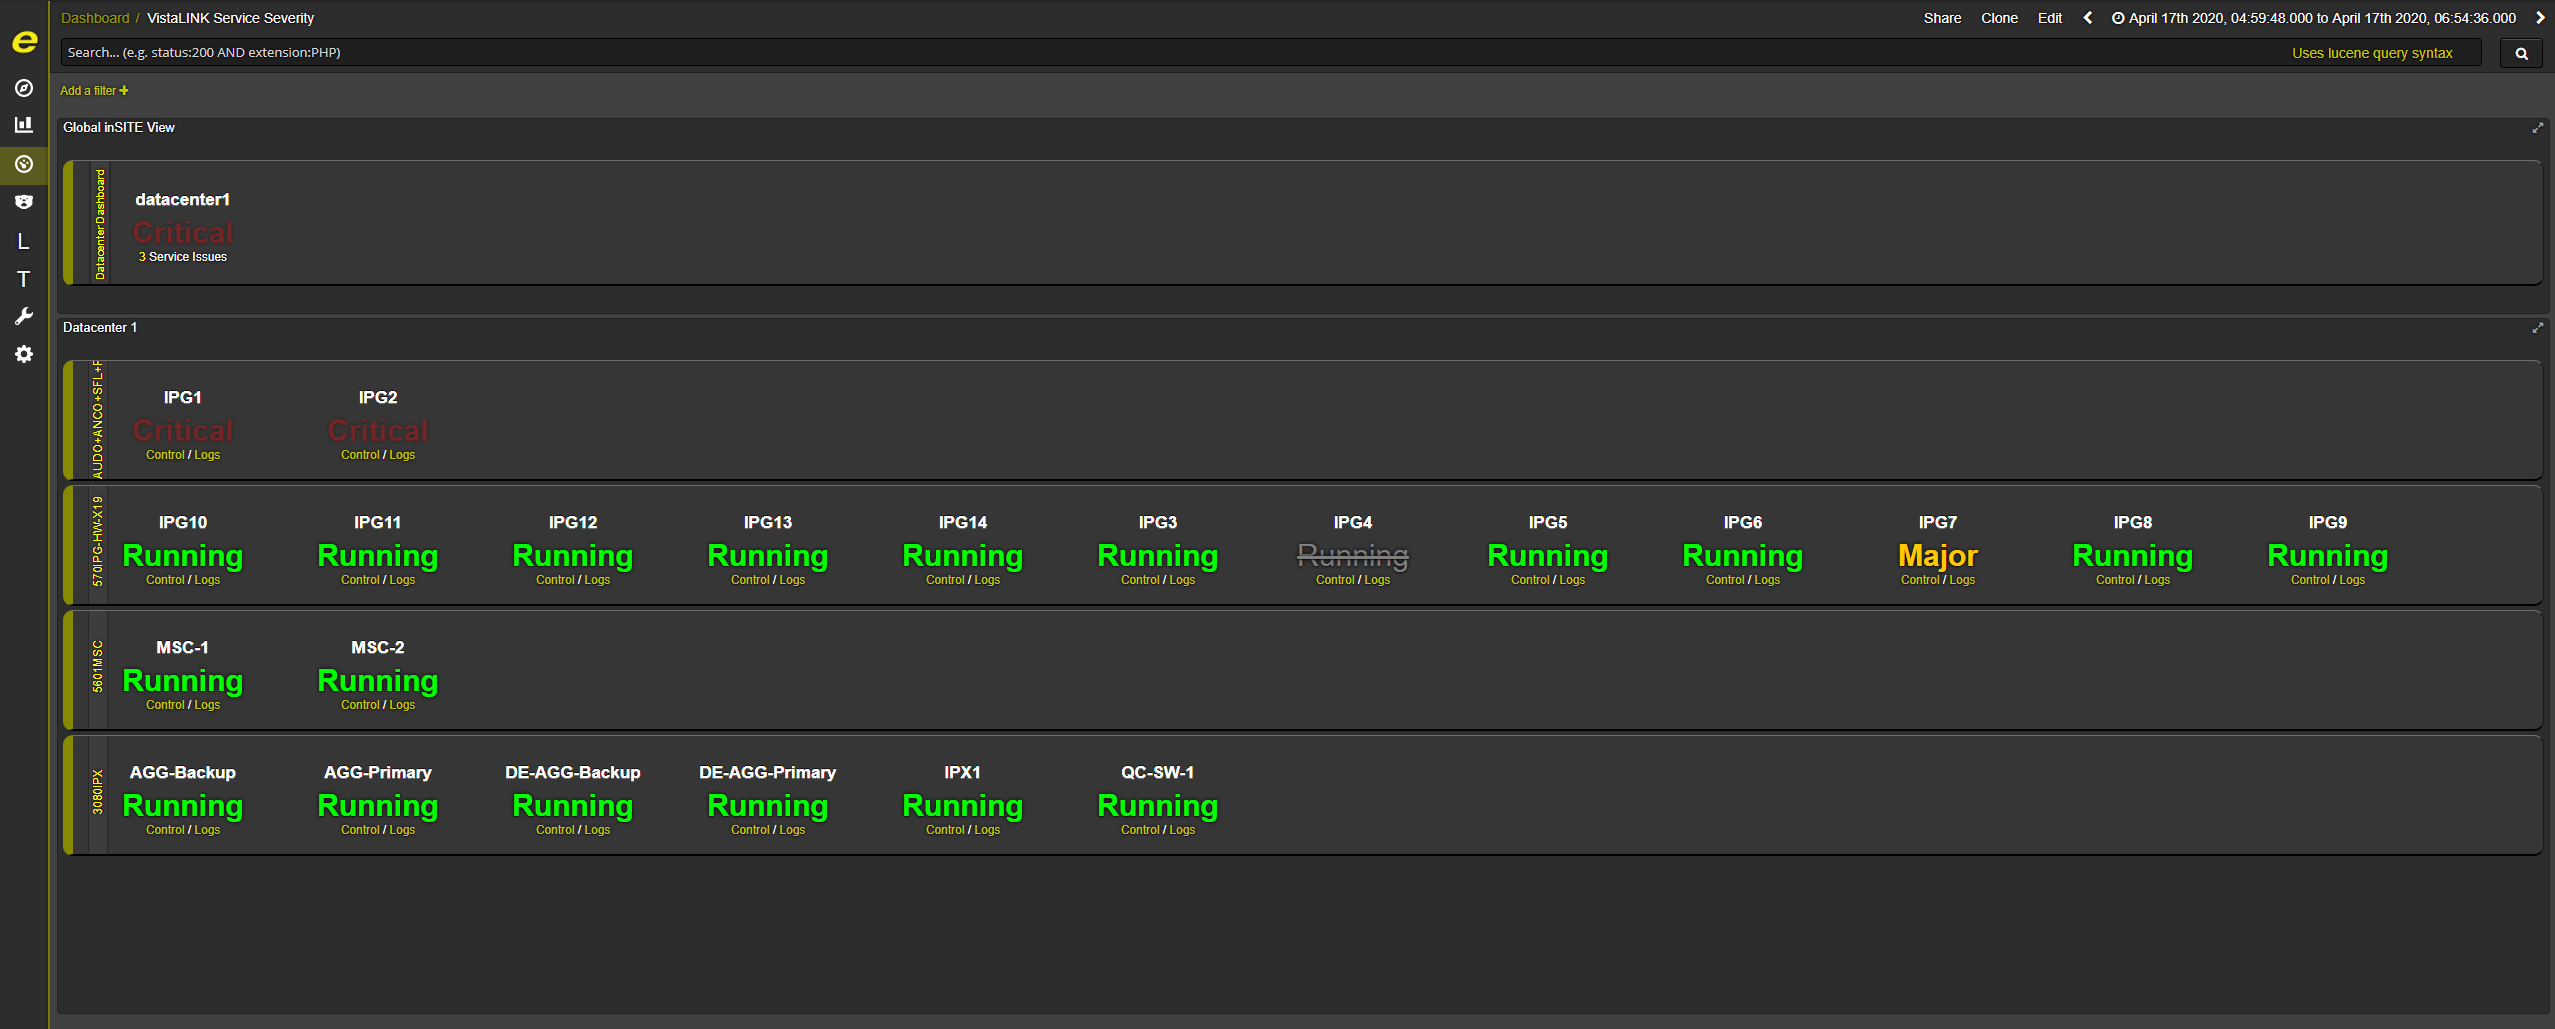 e
Dashboard / VistaLINK Service Severity
Share Clone Edit April 17th 2020, 04:59:48.000 to April 17th 2020, 06:54:36.000
Search... (e.g. status:200 AND extension:PHP) Uses lucene query syntax
Add a filter
L
T
Global inSITE View
Datacenter Dashboard
datacenter1
Critical
3 Service Issues
Datacenter 1
AUDO+ANCO+SFL+
IPG1 IPG2
Critical Critical
Control / Logs Control / Logs
570IPG-HW-X19
IPG10 IPG11 IPG12 IPG13 IPG14 IPG3 IPG4 IPG5 IPG6 IPG7 IPG8 IPG9
Running Running Running Running Running Running Running Running Running Major Running Running
Control / Logs Control / Logs Control / Logs Control / Logs Control / Logs Control / Logs Control / Logs Control / Logs Control / Logs Control / Logs Control / Logs Control / Logs
5601MSC
MSC-1 MSC-2
Running Running
Control / Logs Control / Logs
3080IPX
AGG-Backup AGG-Primary DE-AGG-Backup DE-AGG-Primary IPX1 QC-SW-1
Running Running Running Running Running Running
Control / Logs Control / Logs Control / Logs Control / Logs Control / Logs Control / Logs